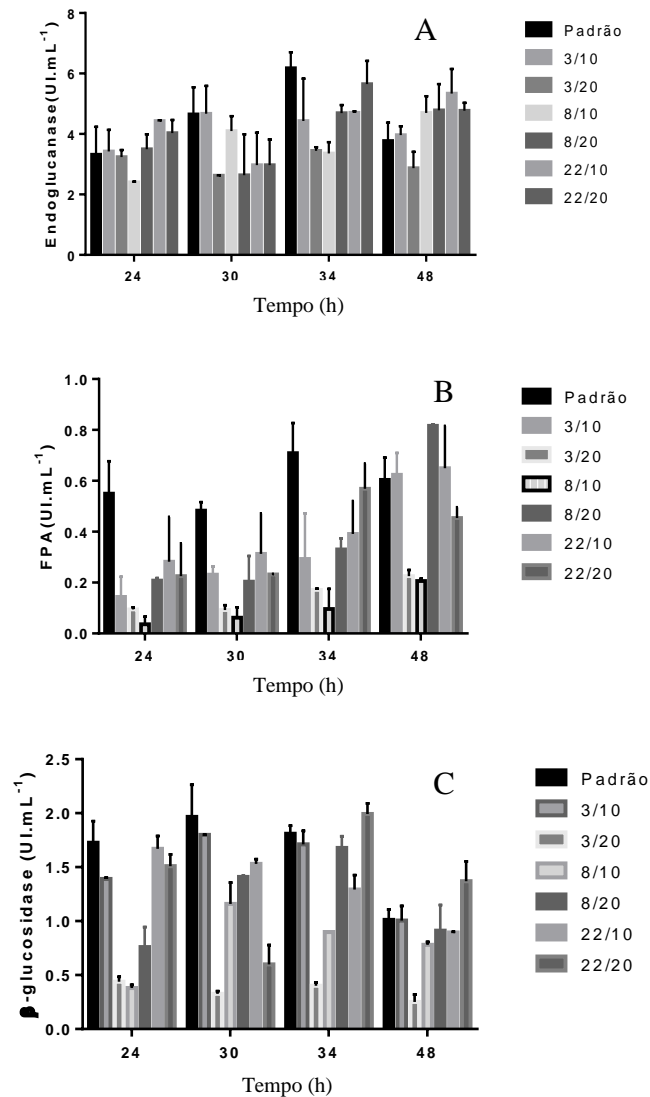 A
Endoglucanase(UI.mL⁻¹)
8
6
4
2
0
24 30 34 48
Tempo (h)
Padrão
3/10
3/20
8/10
8/20
22/10
22/20
B
FPA(UI.mL⁻¹)
1.0
0.8
0.6
0.4
0.2
0.0
24 30 34 48
Tempo (h)
Padrão
3/10
3/20
8/10
8/20
22/10
22/20
C
β-glucosidase (UI.mL⁻¹)
2.5
2.0
1.5
1.0
0.5
0.0
24 30 34 48
Tempo (h)
Padrão
3/10
3/20
8/10
8/20
22/10
22/20